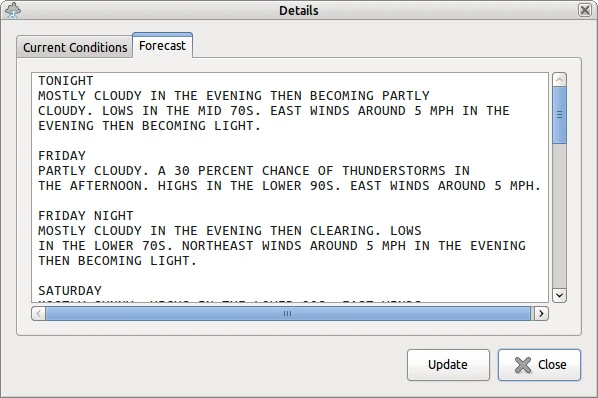 Details
Current Conditions
Forecast
TONIGHT
MOSTLY CLOUDY IN THE EVENING THEN BECOMING PARTLY
CLOUDY. LOWS IN THE MID 70S. EAST WINDS AROUND 5 MPH IN THE
EVENING THEN BECOMING LIGHT.
FRIDAY
PARTLY CLOUDY. A 30 PERCENT CHANCE OF THUNDERSTORMS IN
THE AFTERNOON. HIGHS IN THE LOWER 90S. EAST WINDS AROUND 5 MPH.
FRIDAY NIGHT
MOSTLY CLOUDY IN THE EVENING THEN CLEARING. LOWS
IN THE LOWER 70S. NORTHEAST WINDS AROUND 5 MPH IN THE EVENING
THEN BECOMING LIGHT.
SATURDAY
Update
Close